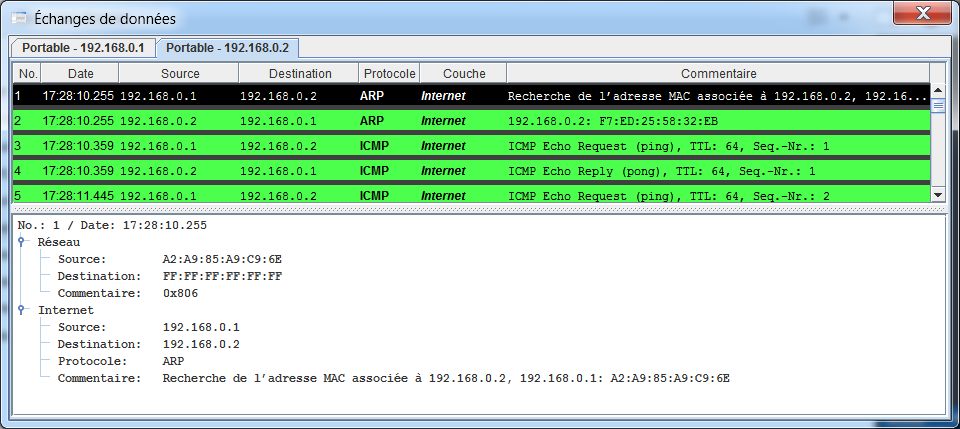 Échanges de données
Portable - 192.168.0.1 Portable - 192.168.0.2
No. Date Source Destination Protocole Couche Commentaire
1 17:28:10.255 192.168.0.1 192.168.0.2 ARP Internet Recherche de l’adresse MAC associée à 192.168.0.2, 192.16...
2 17:28:10.255 192.168.0.2 192.168.0.1 ARP Internet 192.168.0.2: F7:ED:25:58:32:EB
3 17:28:10.359 192.168.0.1 192.168.0.2 ICMP Internet ICMP Echo Request (ping), TTL: 64, Seq.-Nr.: 1
4 17:28:10.359 192.168.0.2 192.168.0.1 ICMP Internet ICMP Echo Reply (pong), TTL: 64, Seq.-Nr.: 1
5 17:28:11.445 192.168.0.1 192.168.0.2 ICMP Internet ICMP Echo Request (ping), TTL: 64, Seq.-Nr.: 2
No.: 1 / Date: 17:28:10.255
Réseau
Source: A2:A9:85:A9:C9:6E
Destination: FF:FF:FF:FF:FF:FF
Commentaire: 0x806
Internet
Source: 192.168.0.1
Destination: 192.168.0.2
Protocole: ARP
Commentaire: Recherche de l’adresse MAC associée à 192.168.0.2, 192.168.0.1: A2:A9:85:A9:C9:6E